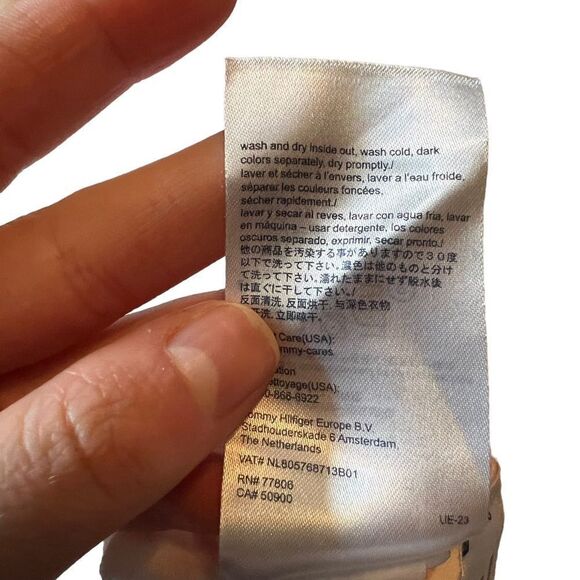 wash and dry inside out, wash cold, dark
colors separately, dry promptly./
laver et sécher à l'envers, laver a l'eau froide,
séparer les couleurs foncées,
sécher rapidement./
lavar y secar al reves, lavar con agua fria, lavar
en máquina – usar detergente, los colores
oscuros separado, exprimir, secar pronto./
他の商品を汚染する事がありますので３０度
以下で洗って下さい。濃色は他のものと分け
て洗って下さい。濡れたままにせず脱水後
は直ぐに干して下さい。/
反面清洗, 反面烘干, 与深色衣物
洗, 立即晾干。
Care(USA):
mmy-cares
ation
ettoyage(USA):
0-866-8922
ommy Hilfiger Europe B.V.
Stadhouderskade 6 Amsterdam,
The Netherlands
VAT# NL805768713B01
RN# 77806
CA# 50900
UE-23